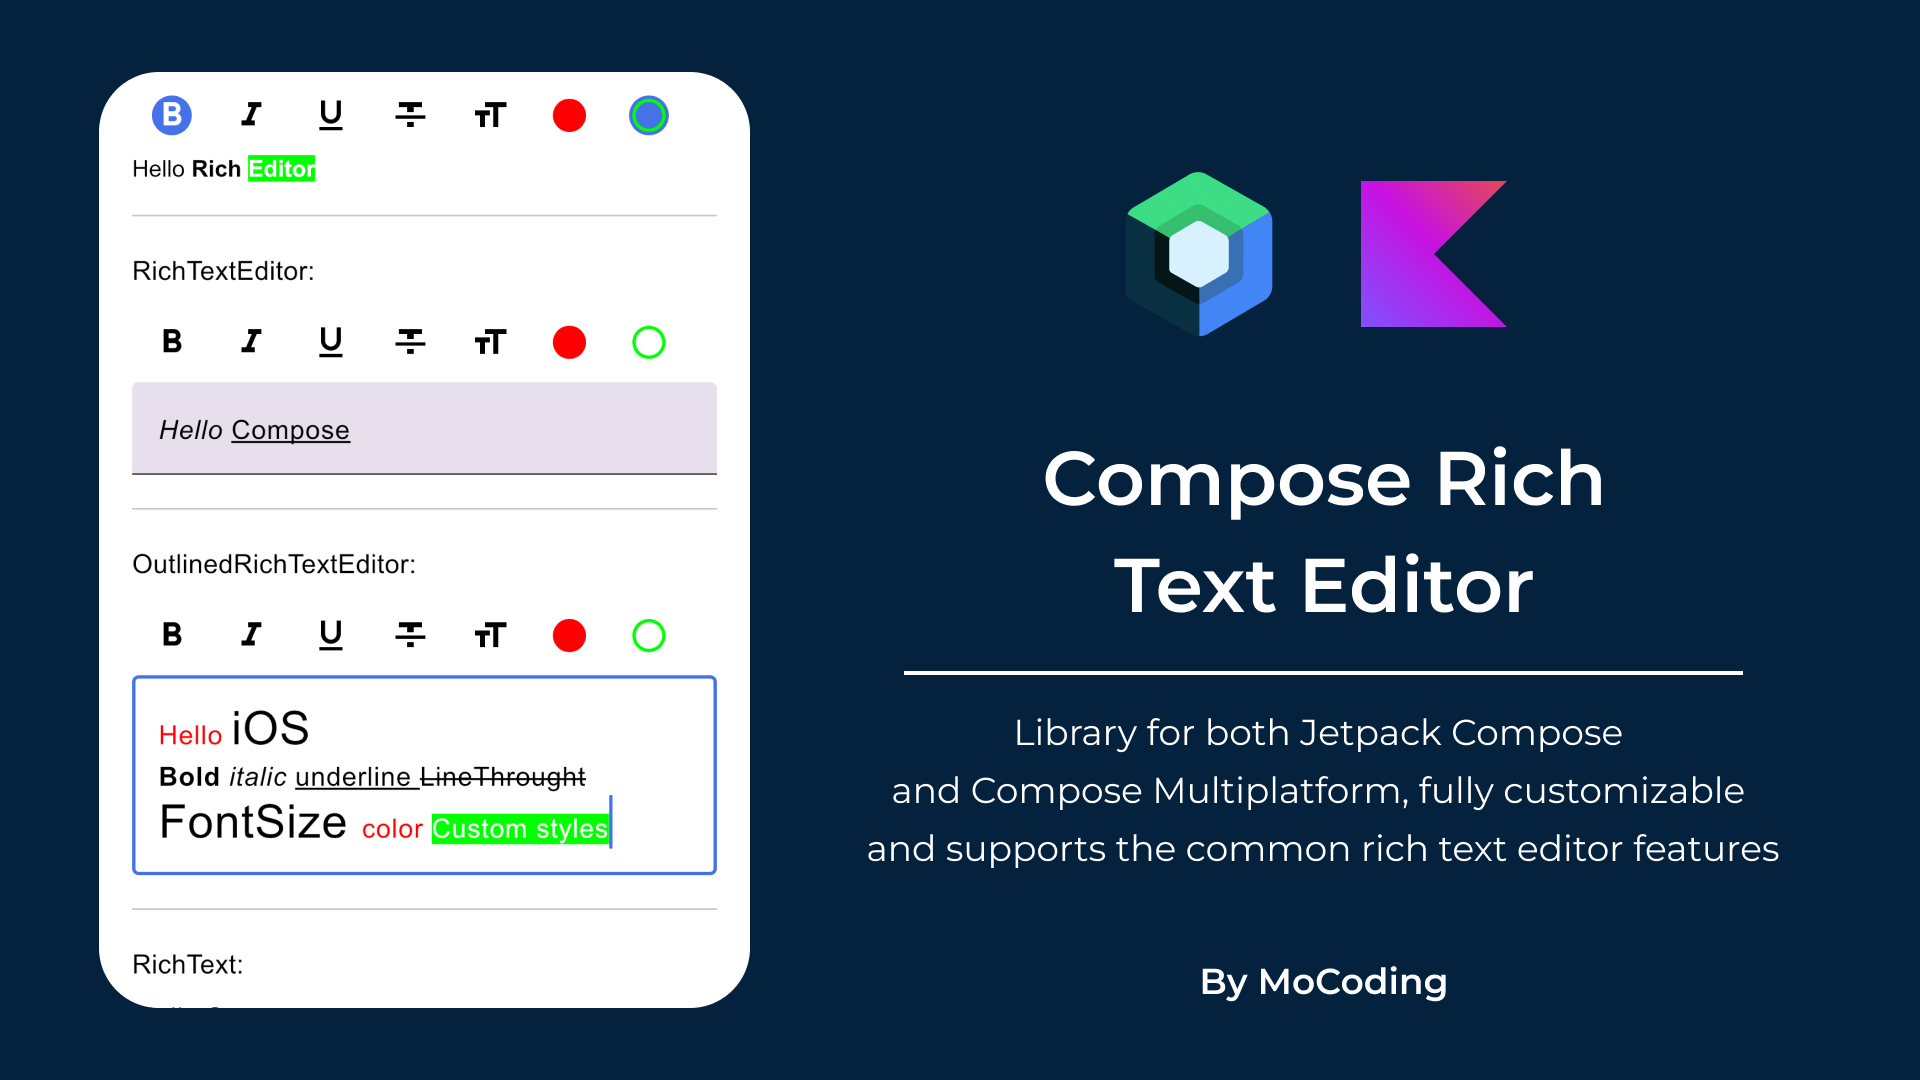 Hello Rich Editor
RichTextEditor:
Hello Compose
OutlinedRichTextEditor:
Hello iOS
Bold italic underline LineThrought
FontSize color Custom styles
RichText:
Compose Rich
Text Editor
Library for both Jetpack Compose
and Compose Multiplatform, fully customizable
and supports the common rich text editor features
By MoCoding